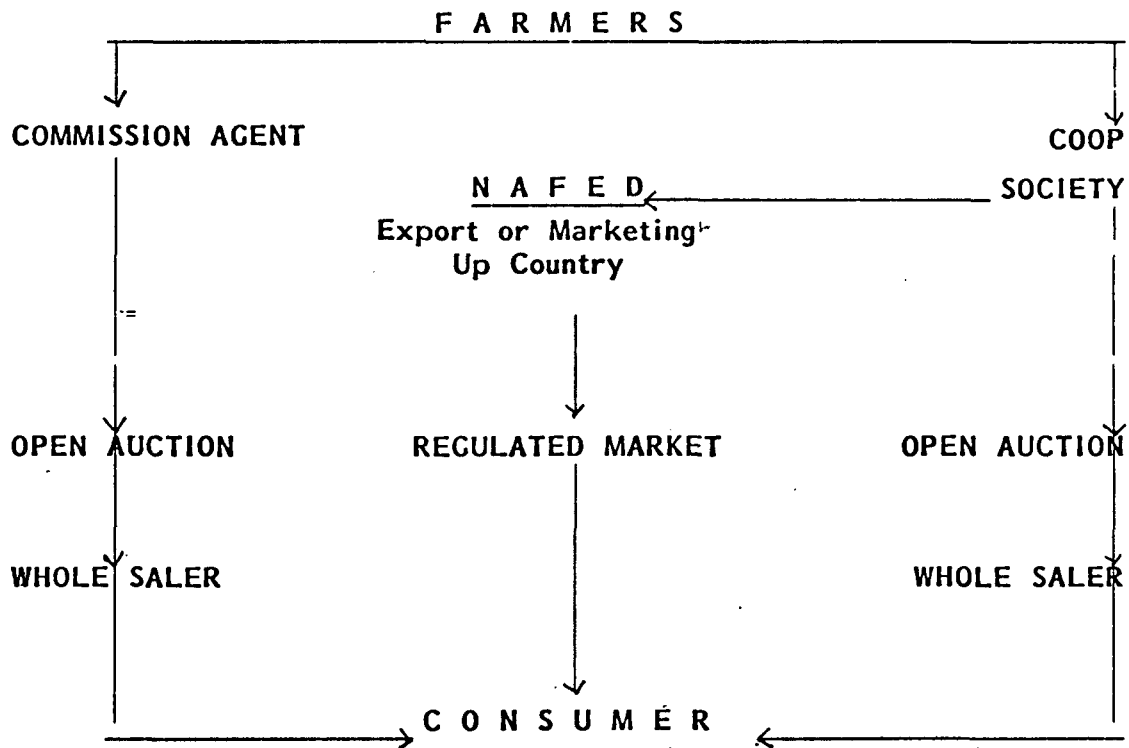 F A R M E R S
COMMISSION AGENT
COOP
SOCIETY
N A F E D
Export or Marketing
Up Country
OPEN AUCTION
REGULATED MARKET
OPEN AUCTION
WHOLE SALER
WHOLE SALER
C O N S U M E R